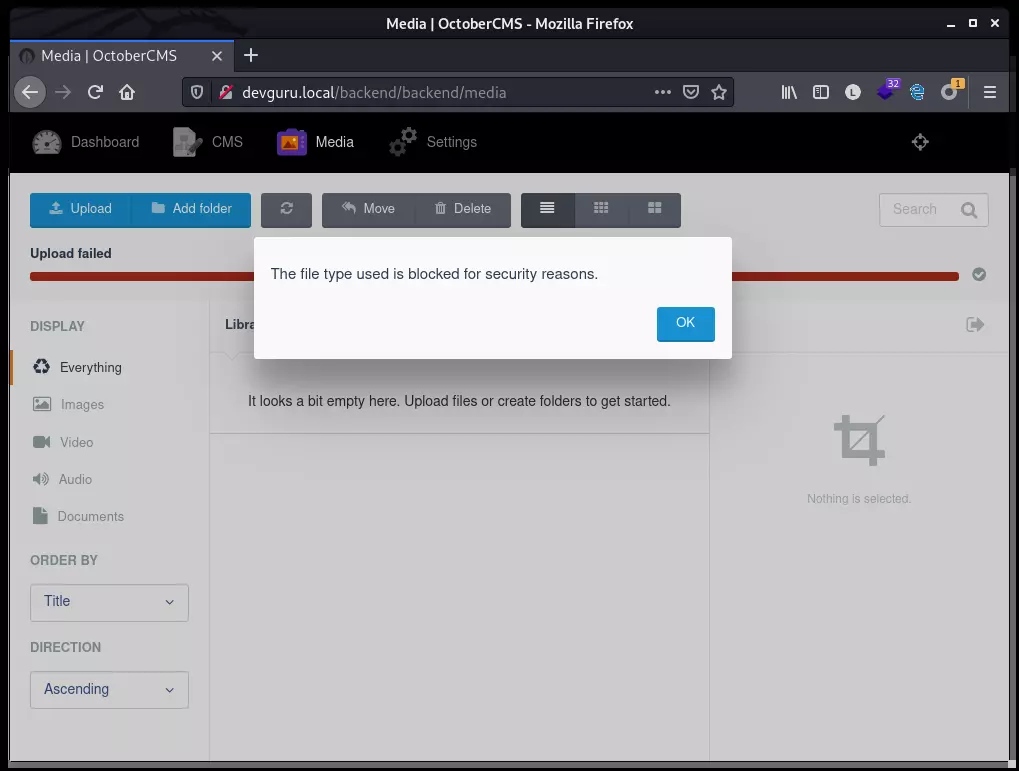 Media | OctoberCMS - Mozilla Firefox
Media | OctoberCMS
devguru.local/backend/backend/media
32
1
Dashboard
CMS
Media
Settings
Upload
Add folder
Move
Delete
Search
Upload failed
The file type used is blocked for security reasons.
OK
DISPLAY
Everything
Images
Video
Audio
Documents
ORDER BY
Title
DIRECTION
Ascending
It looks a bit empty here. Upload files or create folders to get started.
Nothing is selected.